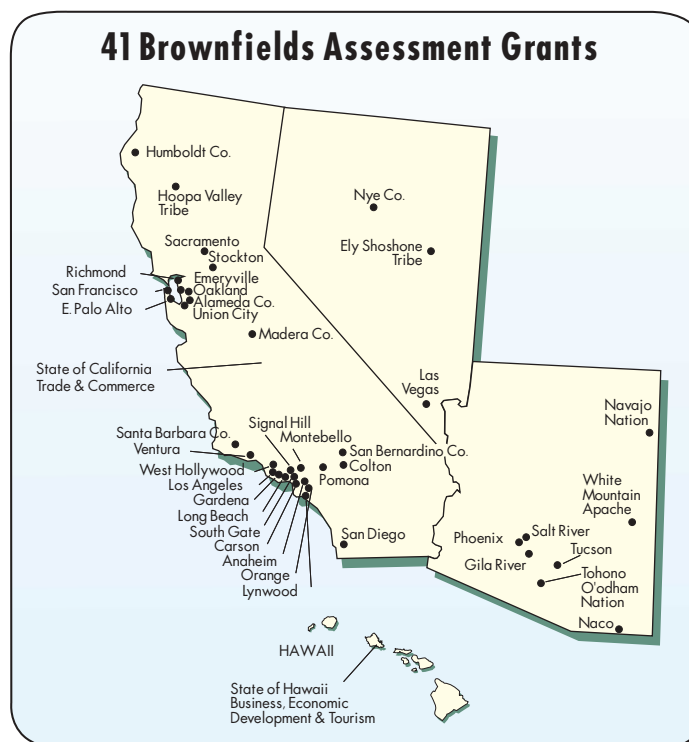 41 Brownfields Assessment Grants
Humboldt Co.
Hoopa Valley
Tribe
Nye Co.
Ely Shoshone
Tribe
Sacramento
Stockton
Richmond
Emeryville
San Francisco
Oakland
E. Palo Alto
Alameda Co.
Union City
Madera Co.
State of California
Trade & Commerce
Las
Vegas
Navajo
Nation
Signal Hill
Santa Barbara Co.
Montebello
Ventura
San Bernardino Co.
West Hollywood
Colton
Los Angeles
Pomona
Gardena
Long Beach
South Gate
Carson
Anaheim
Orange
Lynwood
San Diego
White
Mountain
Apache
Phoenix
Salt River
Gila River
Tucson
Tohono
O'odham
Nation
Naco
HAWAII
State of Hawaii
Business, Economic
Development & Tourism